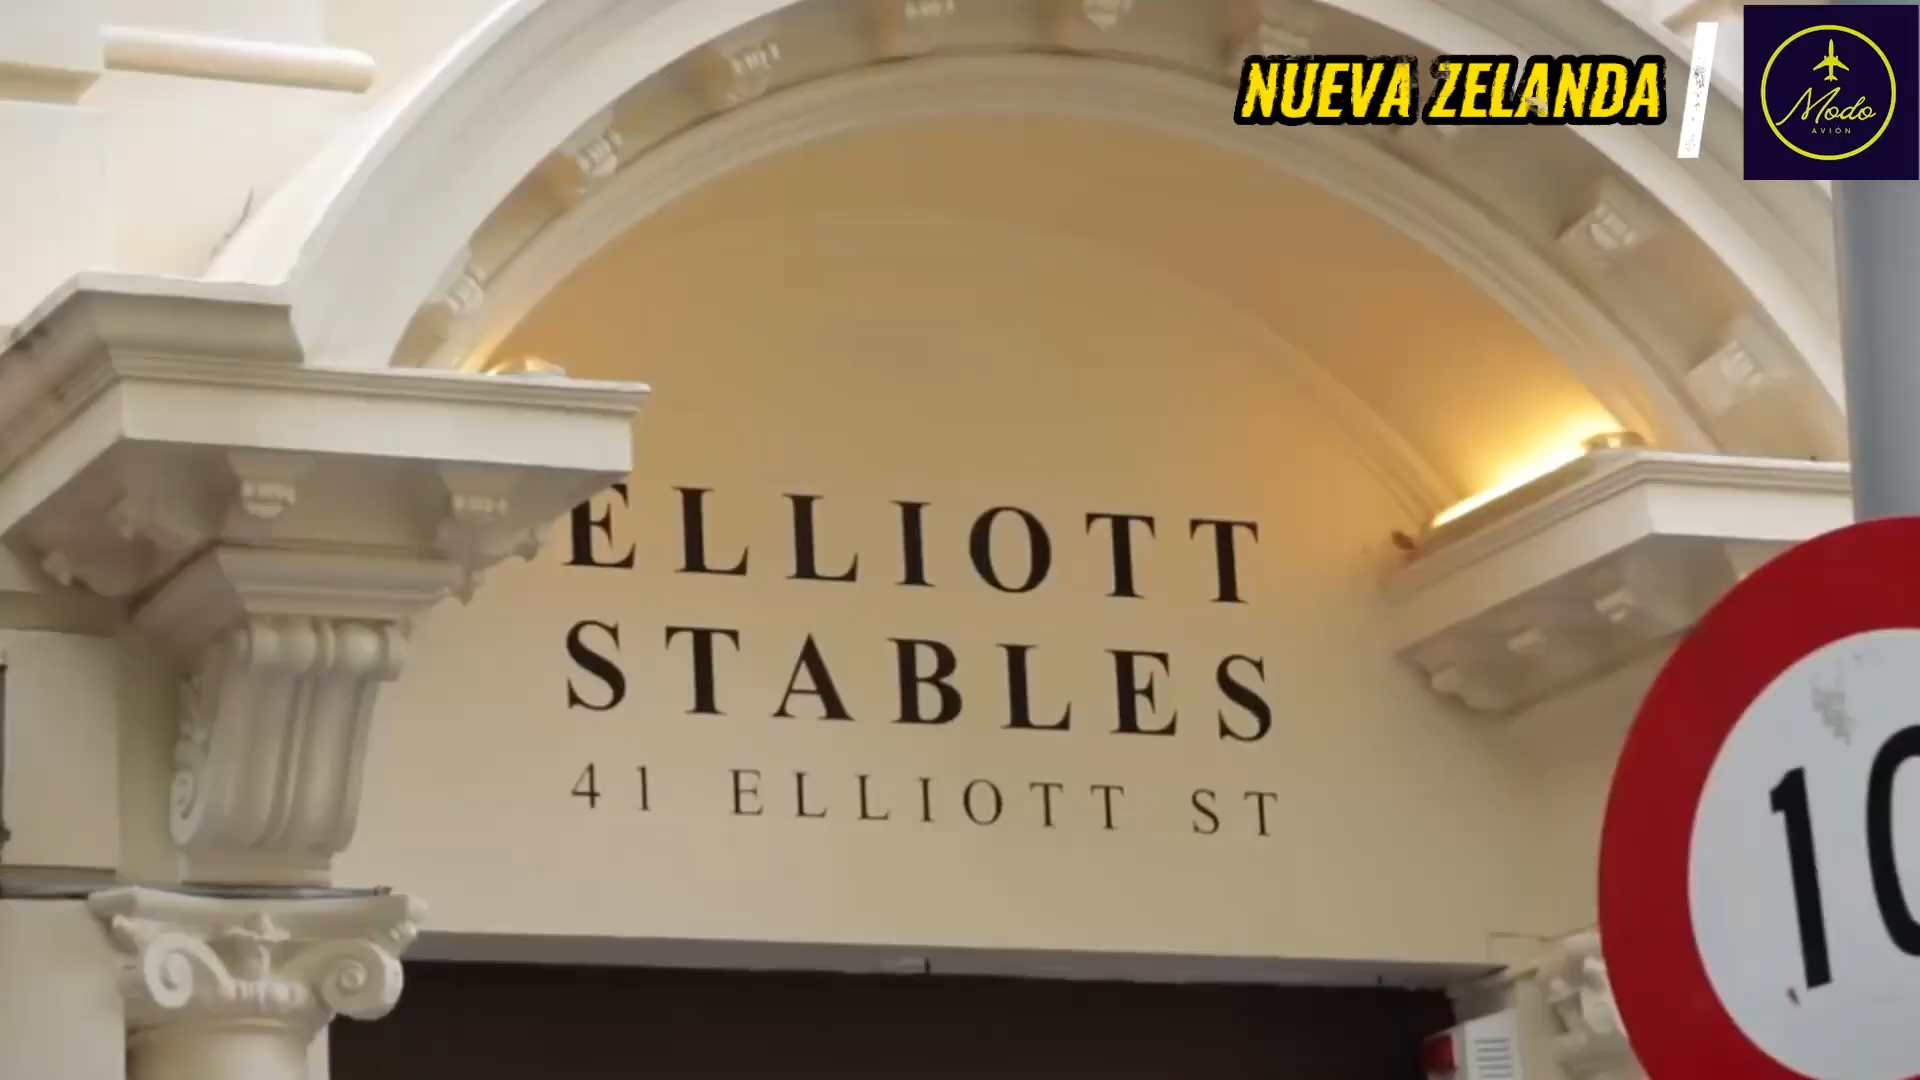 NUEVA ZELANDA
Modo
AVIÓN
ELLIOTT
STABLES
41 ELLIOTT ST
10